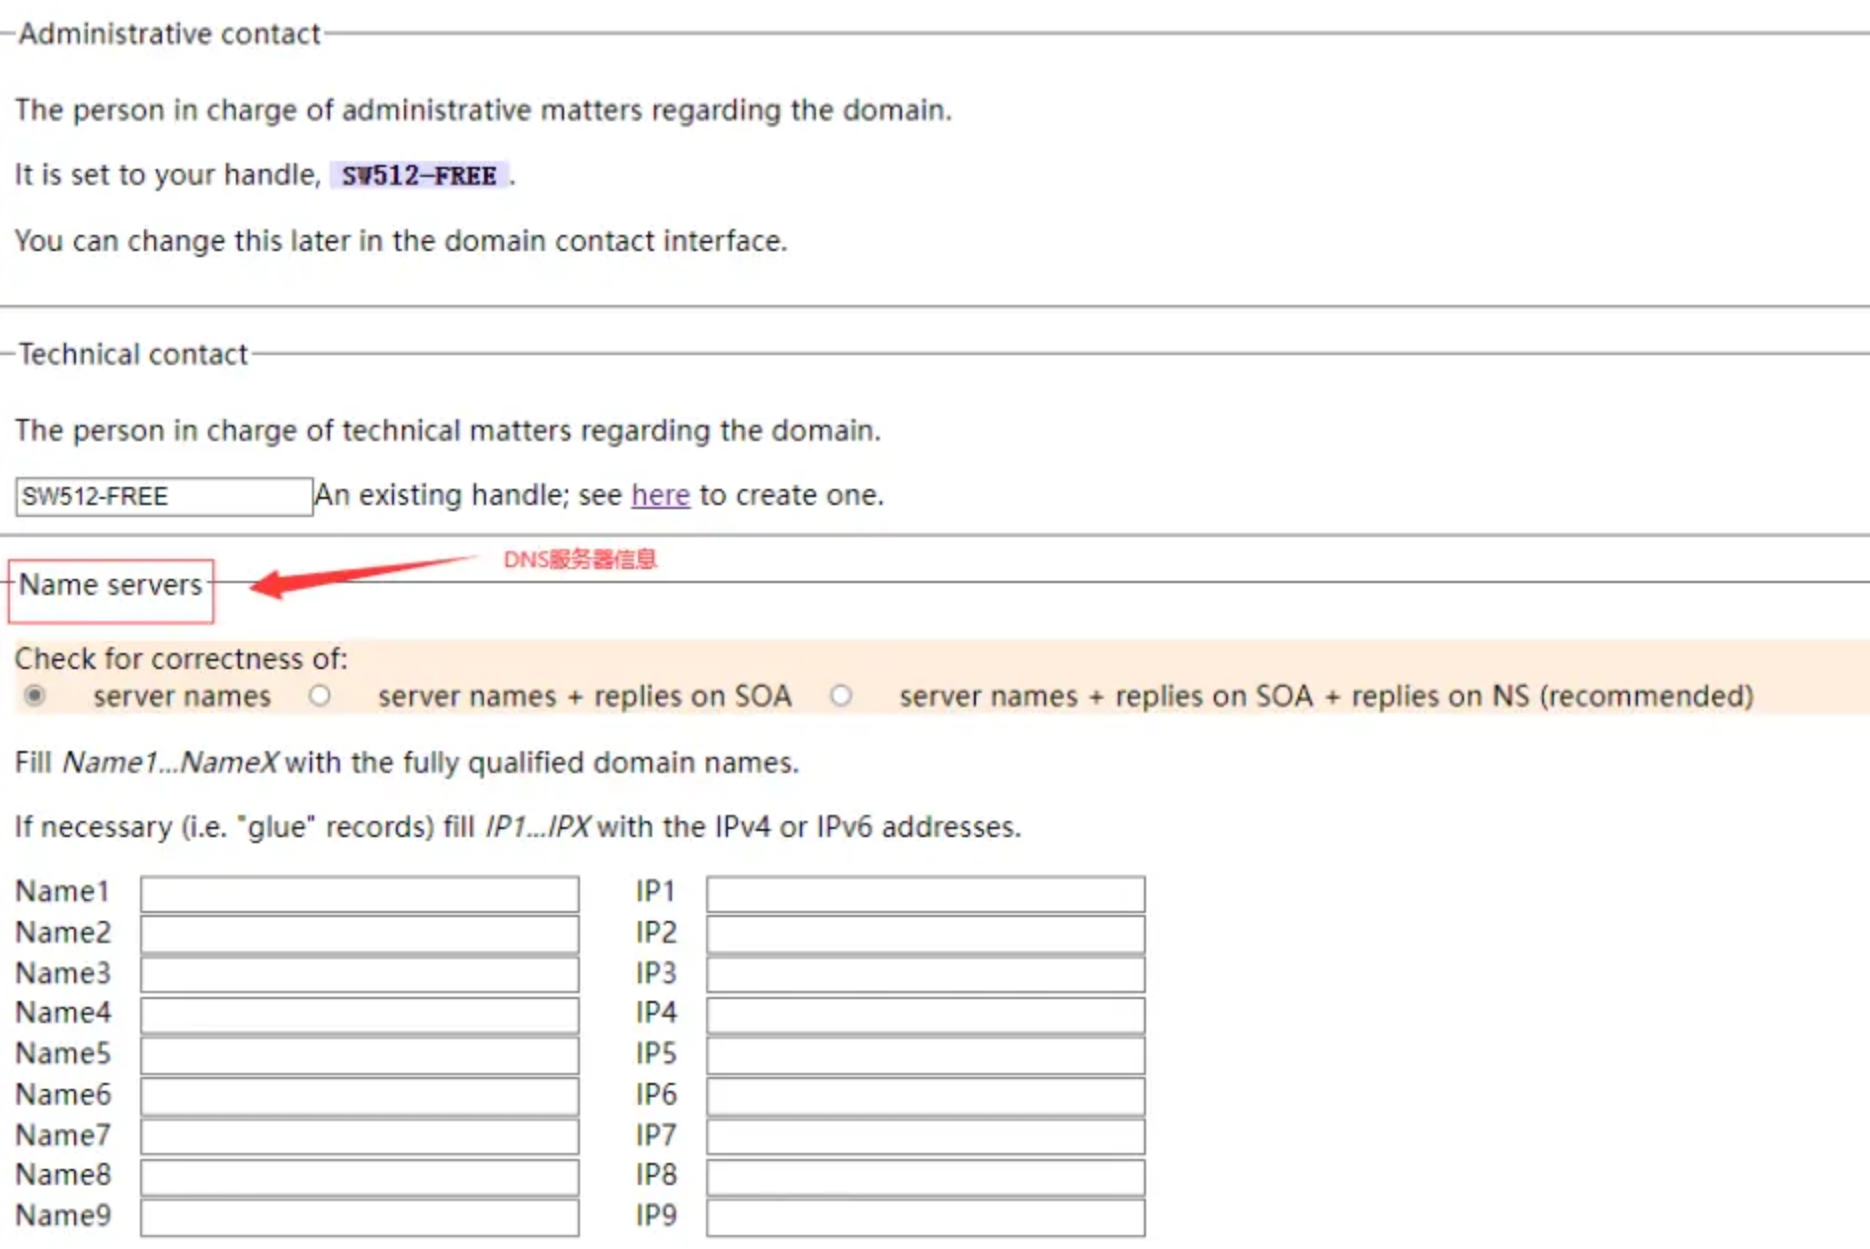 Administrative contact
The person in charge of administrative matters regarding the domain.
It is set to your handle, SW512-FREE .
You can change this later in the domain contact interface.
Technical contact
The person in charge of technical matters regarding the domain.
SW512-FREE An existing handle; see here to create one.
DNS服务器信息
Name servers
Check for correctness of:
server names server names + replies on SOA server names + replies on SOA + replies on NS (recommended)
Fill Name1...NameX with the fully qualified domain names.
If necessary (i.e. "glue" records) fill IP1...IPX with the IPv4 or IPv6 addresses.
Name1 IP1
Name2 IP2
Name3 IP3
Name4 IP4
Name5 IP5
Name6 IP6
Name7 IP7
Name8 IP8
Name9 IP9